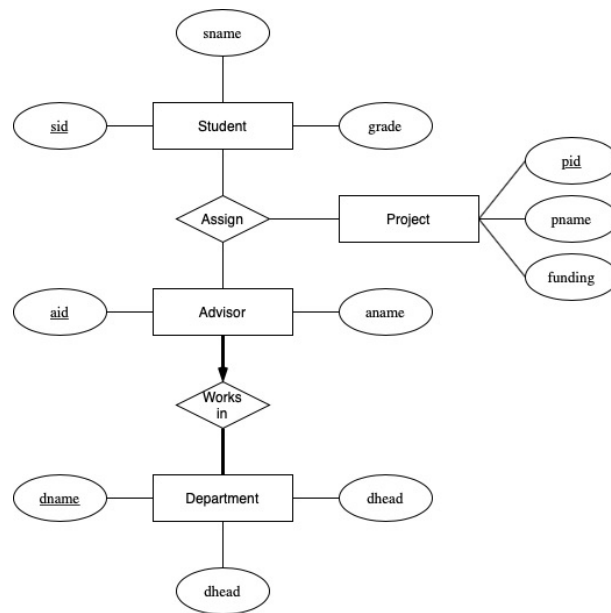 sname
sid
Student
grade
pid
Assign
Project
pname
funding
aid
Advisor
aname
Works
in
dname
Department
dhead
dhead